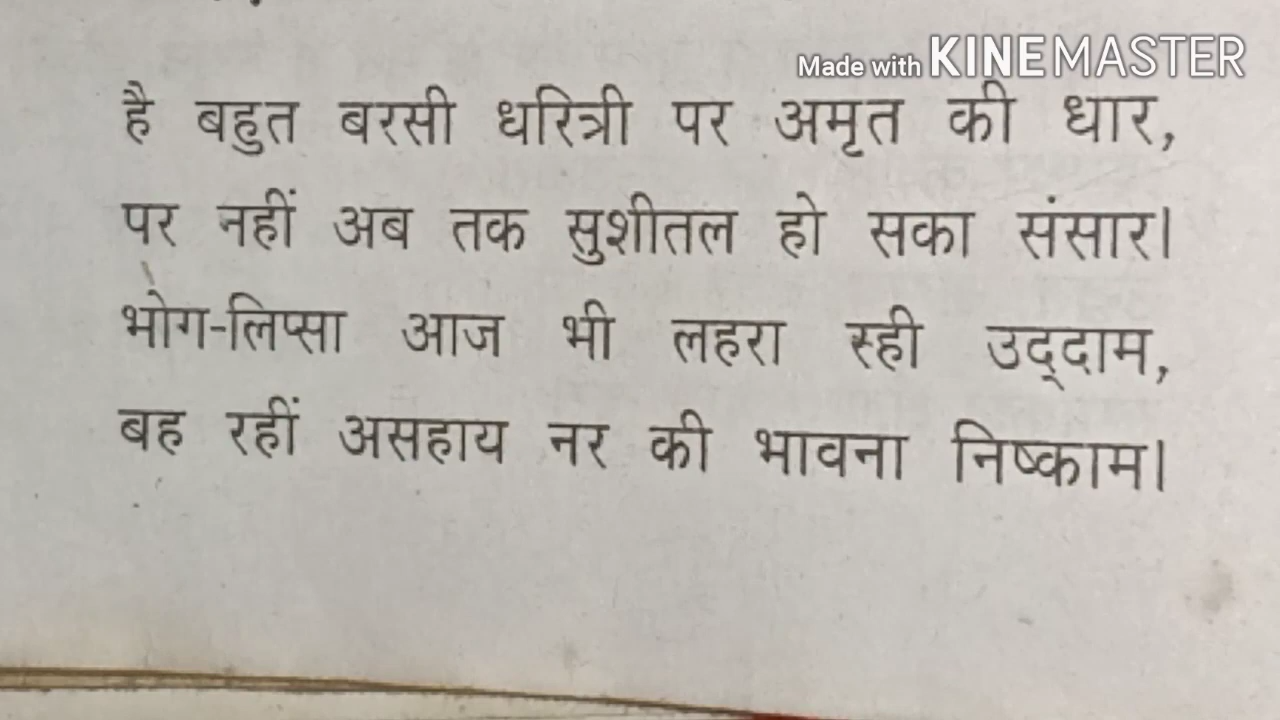 Made with KINEMASTER
है बहुत बरसी धरित्री पर अमृत की धार,
पर नहीं अब तक सुशीतल हो सका संसार।
भोग-लिप्सा आज भी लहरा रही उद्दाम,
बह रहीं असहाय नर की भावना निष्काम।